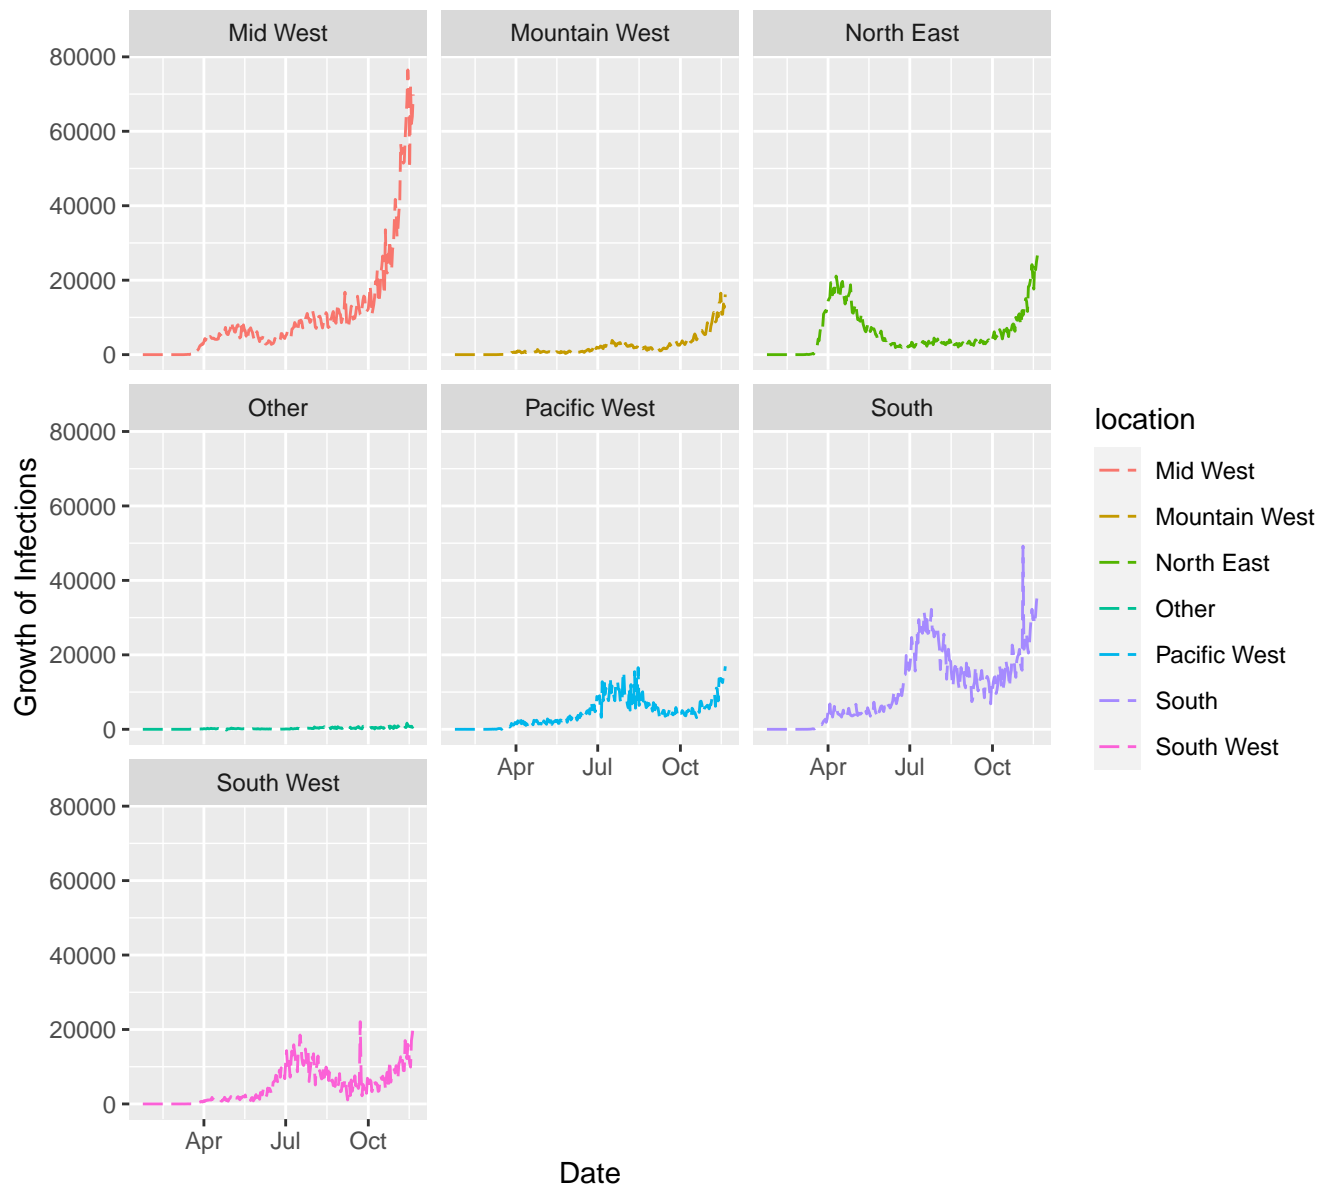 Mid West
Mountain West
North East
80000
60000
40000
20000
0
Other
Pacific West
South
80000
60000
40000
20000
0
Apr
Jul
Oct
Apr
Jul
Oct
South West
80000
60000
40000
20000
0
Apr
Jul
Oct
Growth of Infections
Date
location
Mid West
Mountain West
North East
Other
Pacific West
South
South West